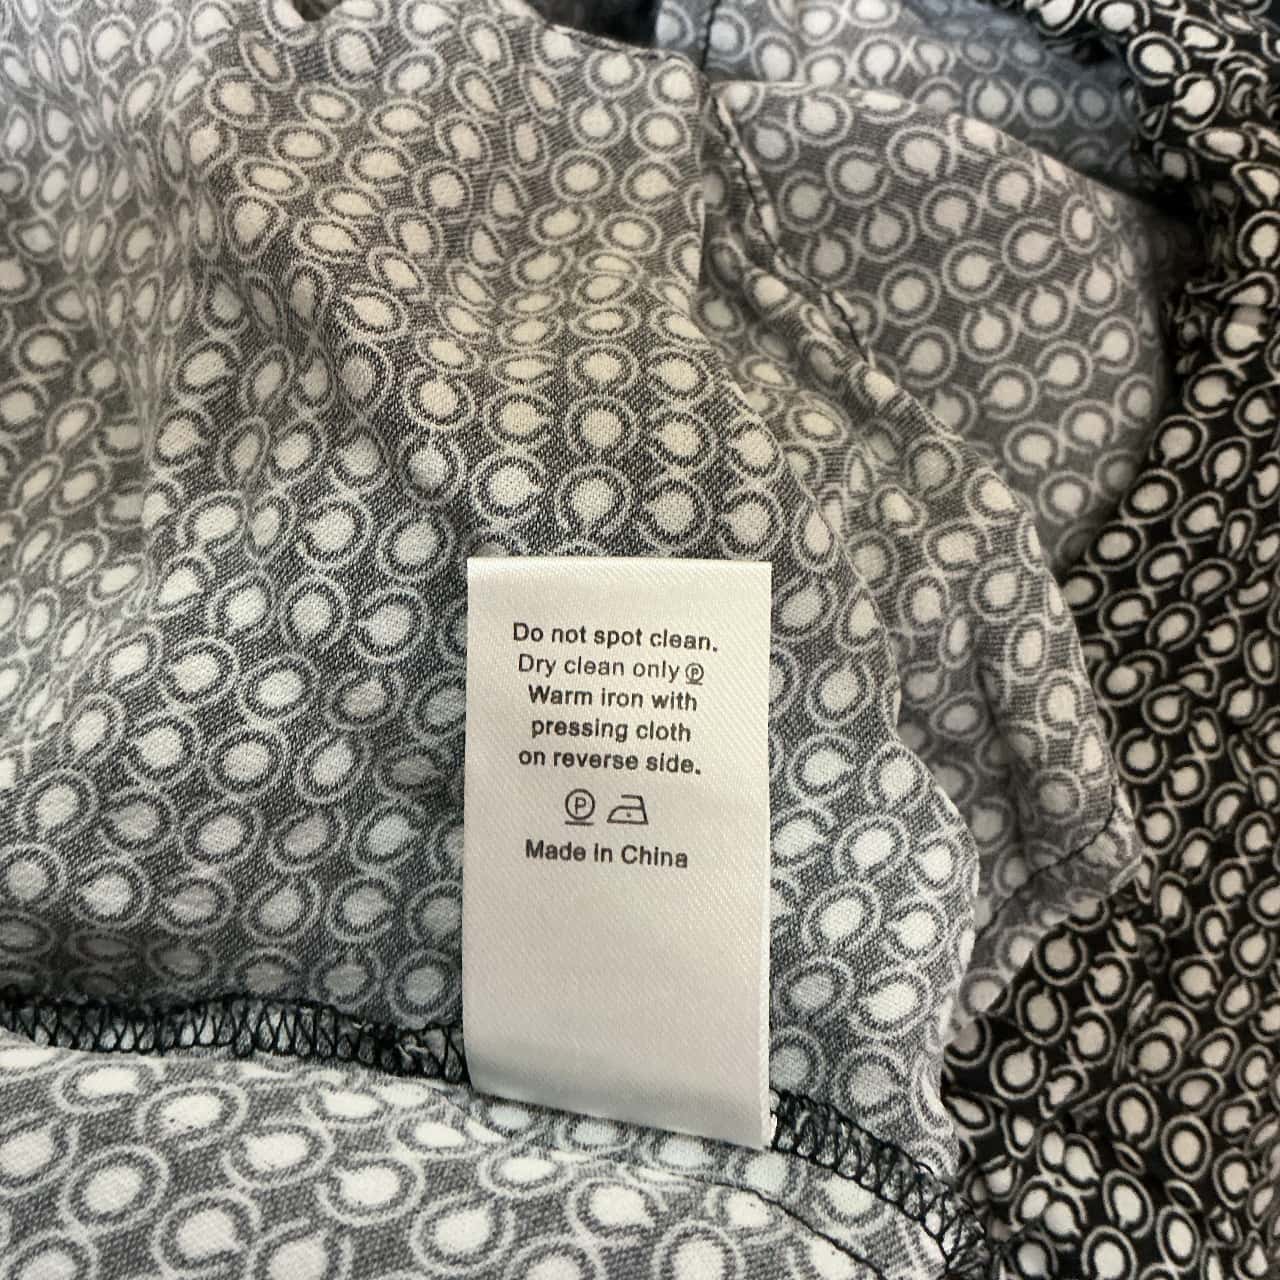 Do not spot clean.
Dry clean only Ⓟ
Warm iron with
pressing cloth
on reverse side.
Ⓟ
Made in China